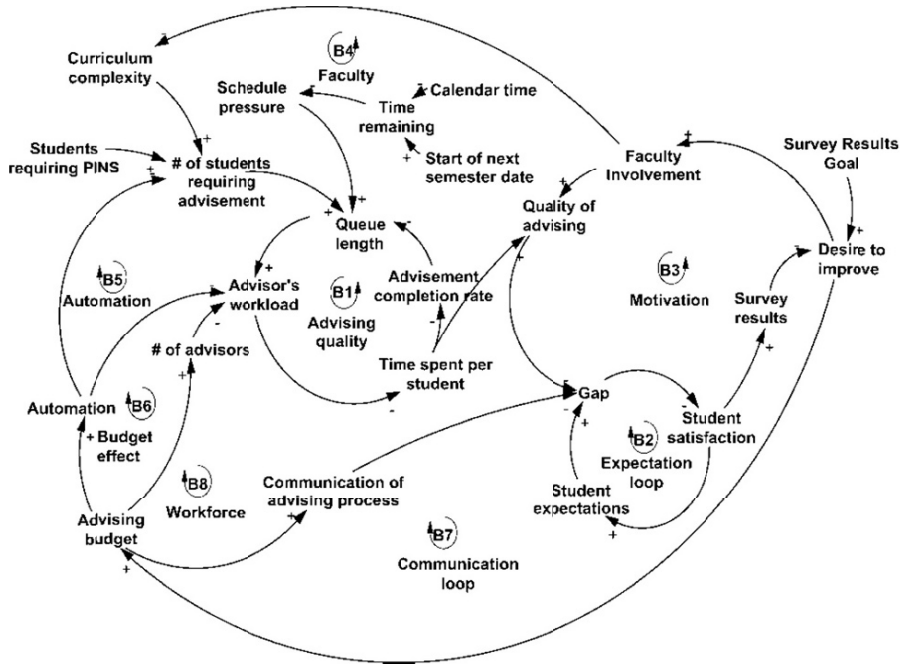 Curriculum
complexity
B4
Faculty
Schedule
pressure
Calendar time
Time
remaining
Start of next
semester date
Students
requiring PINS
# of students
requiring
advisement
Faculty
Involvement
Survey Results
Goal
Quality of
advising
Queue
length
Desire to
improve
B5
Automation
Advisor's
workload
B1
Advising
quality
Advisement
completion rate
B3
Motivation
Survey
results
# of advisors
Time spent per
student
Gap
Automation
B6
+ Budget
effect
Student
satisfaction
B2
Expectation
loop
B8
Workforce
Communication of
advising process
Student
expectations
Advising
budget
B7
Communication
loop